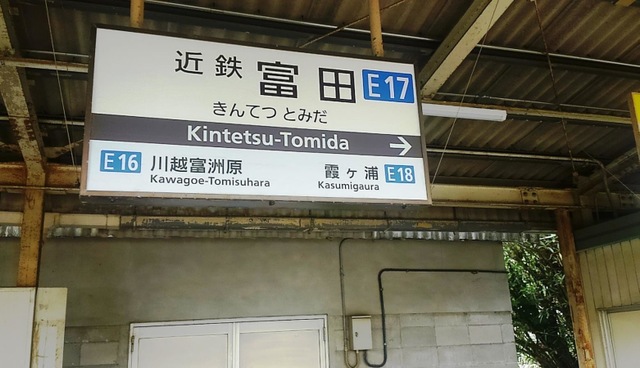 近鉄 富田 E17
きんてつ とみだ
Kintetsu-Tomida →
E16 川越富洲原 霞ヶ浦 E18
Kawagoe-Tomisuhara Kasumigaura